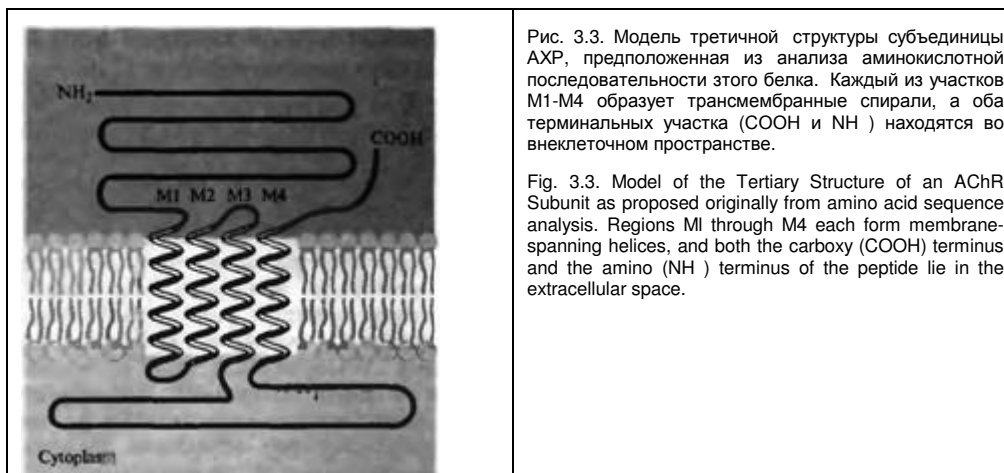 NH2
COOH
M1 M2 M3 M4
Cytoplasm
Рис. 3.3. Модель третичной структуры субъединицы
АХР, предположенная из анализа аминокислотной
последовательности зтого белка. Каждый из участков
М1-М4 образует трансмембранные спирали, а оба
терминальных участка (СООН и NH ) находятся во
внеклеточном пространстве.
Fig. 3.3. Model of the Tertiary Structure of an AChR
Subunit as proposed originally from amino acid sequence
analysis. Regions MI through M4 each form membrane-
spanning helices, and both the carboxy (COOH) terminus
and the amino (NH ) terminus of the peptide lie in the
extracellular space.